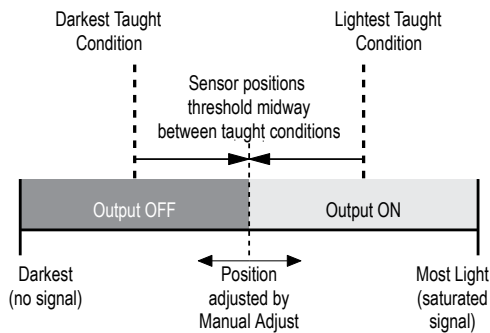 Darkest Taught
Condition
Lightest Taught
Condition
Sensor positions
threshold midway
between taught conditions
Output OFF
Output ON
Darkest
(no signal)
Position
adjusted by
Manual Adjust
Most Light
(saturated
signal)